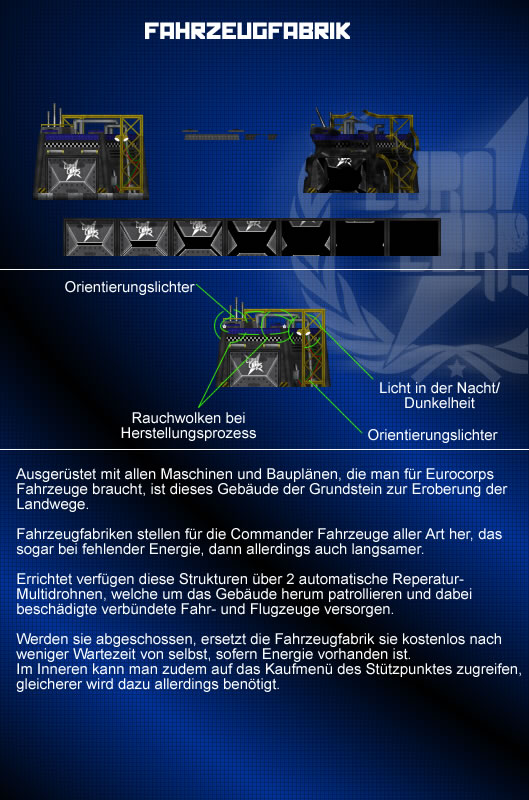 FAHRZEUGFABRIK
EURO
CORPS
Orientierungslichter
Licht in der Nacht/
Dunkelheit
Rauchwolken bei
Herstellungsprozess
Orientierungslichter
Ausgerüstet mit allen Maschinen und Bauplänen, die man für Eurocorps
Fahrzeuge braucht, ist dieses Gebäude der Grundstein zur Eroberung der
Landwege.
Fahrzeugfabriken stellen für die Commander Fahrzeuge aller Art her, das
sogar bei fehlender Energie, dann allerdings auch langsamer.
Errichtet verfügen diese Strukturen über 2 automatische Reperatur-
Multidrohnen, welche um das Gebäude herum patrollieren und dabei
beschädigte verbündete Fahr- und Flugzeuge versorgen.
Werden sie abgeschossen, ersetzt die Fahrzeugfabrik sie kostenlos nach
weniger Wartezeit von selbst, sofern Energie vorhanden ist.
Im Inneren kann man zudem auf das Kaufmenü des Stützpunktes zugreifen,
gleicherer wird dazu allerdings benötigt.